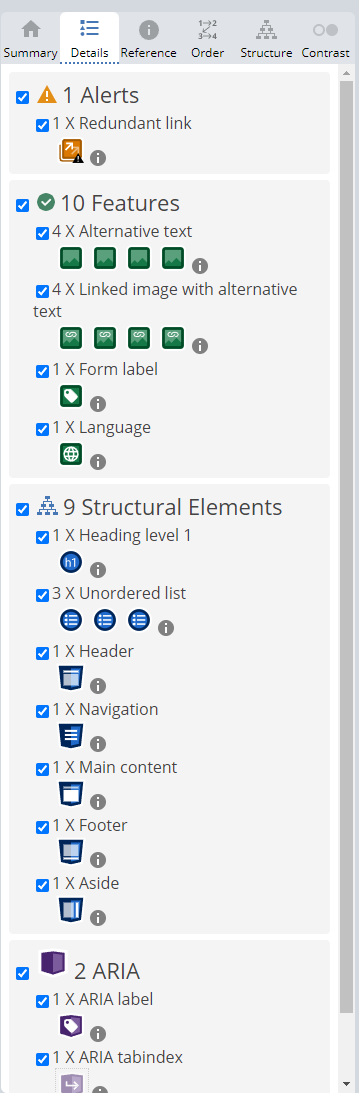 Summary Details Reference Order Structure Contrast
1 Alerts
1 X Redundant link
10 Features
4 X Alternative text
4 X Linked image with alternative
text
1 X Form label
1 X Language
9 Structural Elements
1 X Heading level 1
h1
3 X Unordered list
1 X Header
1 X Navigation
1 X Main content
1 X Footer
1 X Aside
2 ARIA
1 X ARIA label
1 X ARIA tabindex